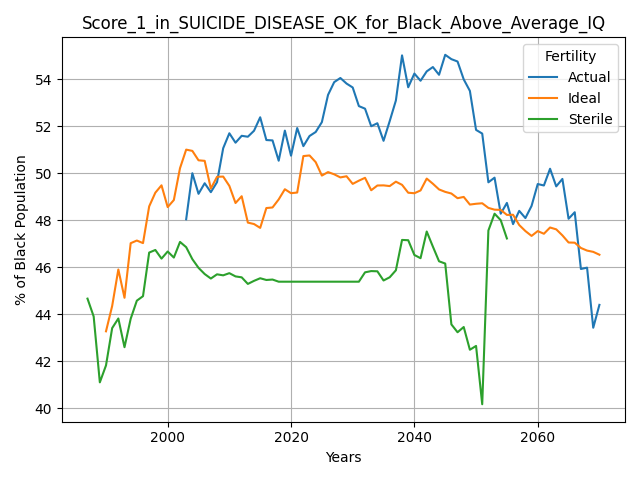 Score_1_in_SUICIDE_DISEASE_OK_for_Black_Above_Average_IQ
Fertility
Actual
Ideal
Sterile
% of Black Population
54
52
50
48
46
44
42
40
2000
2020
2040
2060
Years